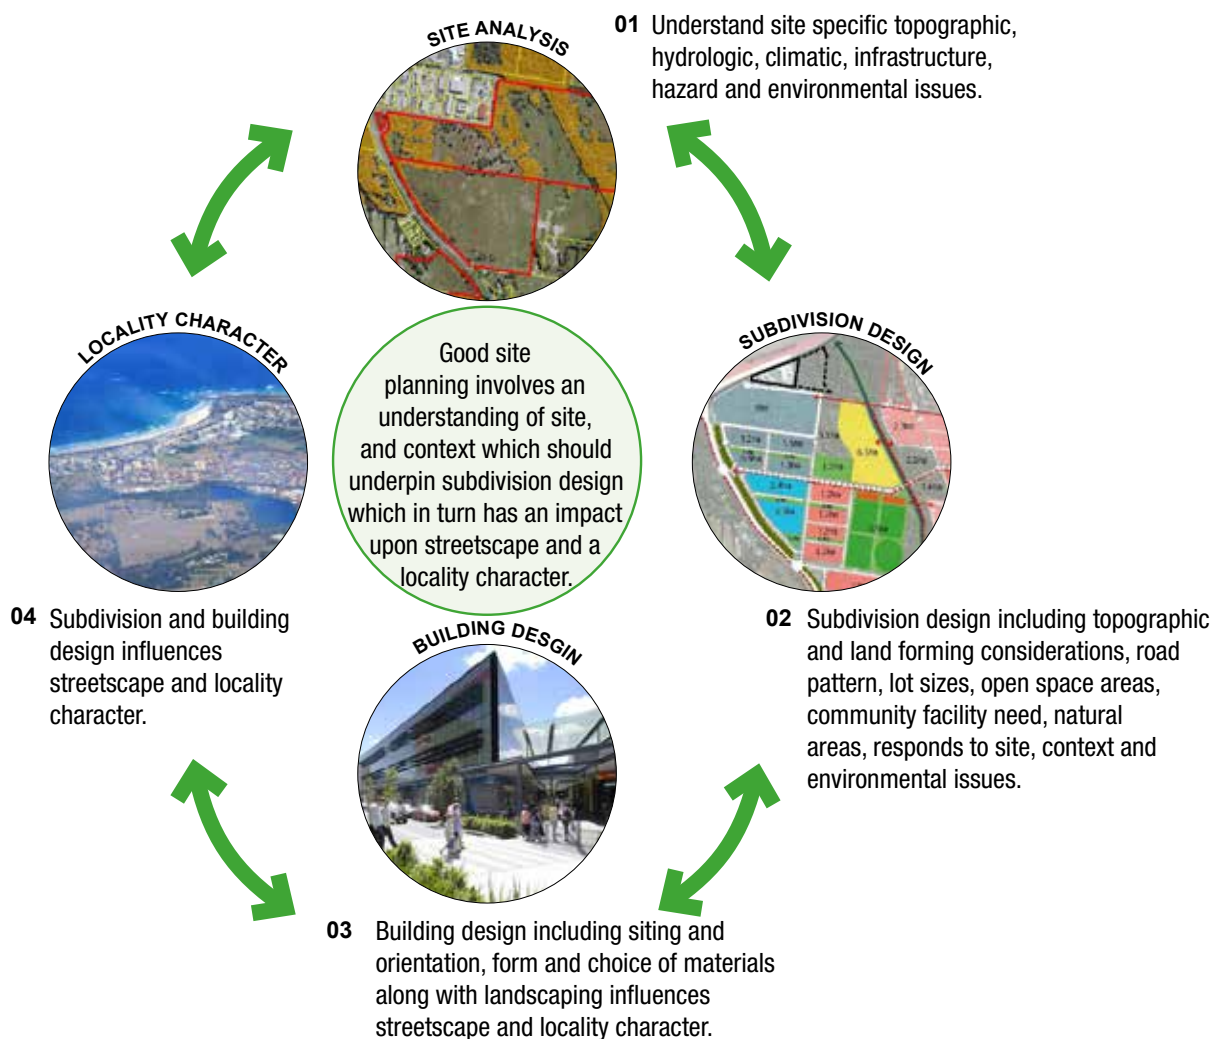 SITE ANALYSIS
01 Understand site specific topographic,
hydrologic, climatic, infrastructure,
hazard and environmental issues.
LOCALITY CHARACTER
Good site
planning involves an
understanding of site,
and context which should
underpin subdivision design
which in turn has an impact
upon streetscape and a
locality character.
SUBDIVISION DESIGN
04 Subdivision and building
design influences
streetscape and locality
character.
BUILDING DESGIN
02 Subdivision design including topographic
and land forming considerations, road
pattern, lot sizes, open space areas,
community facility need, natural
areas, responds to site, context and
environmental issues.
03 Building design including siting and
orientation, form and choice of materials
along with landscaping influences
streetscape and locality character.